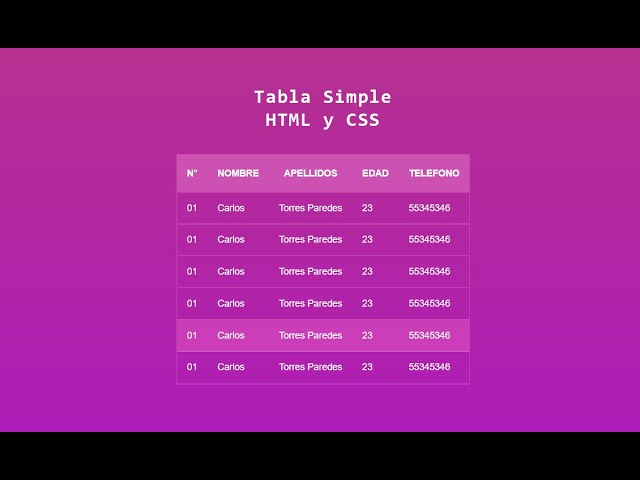 Tabla Simple
HTML y CSS
N° NOMBRE APELLIDOS EDAD TELEFONO
01 Carlos Torres Paredes 23 55345346
01 Carlos Torres Paredes 23 55345346
01 Carlos Torres Paredes 23 55345346
01 Carlos Torres Paredes 23 55345346
01 Carlos Torres Paredes 23 55345346
01 Carlos Torres Paredes 23 55345346